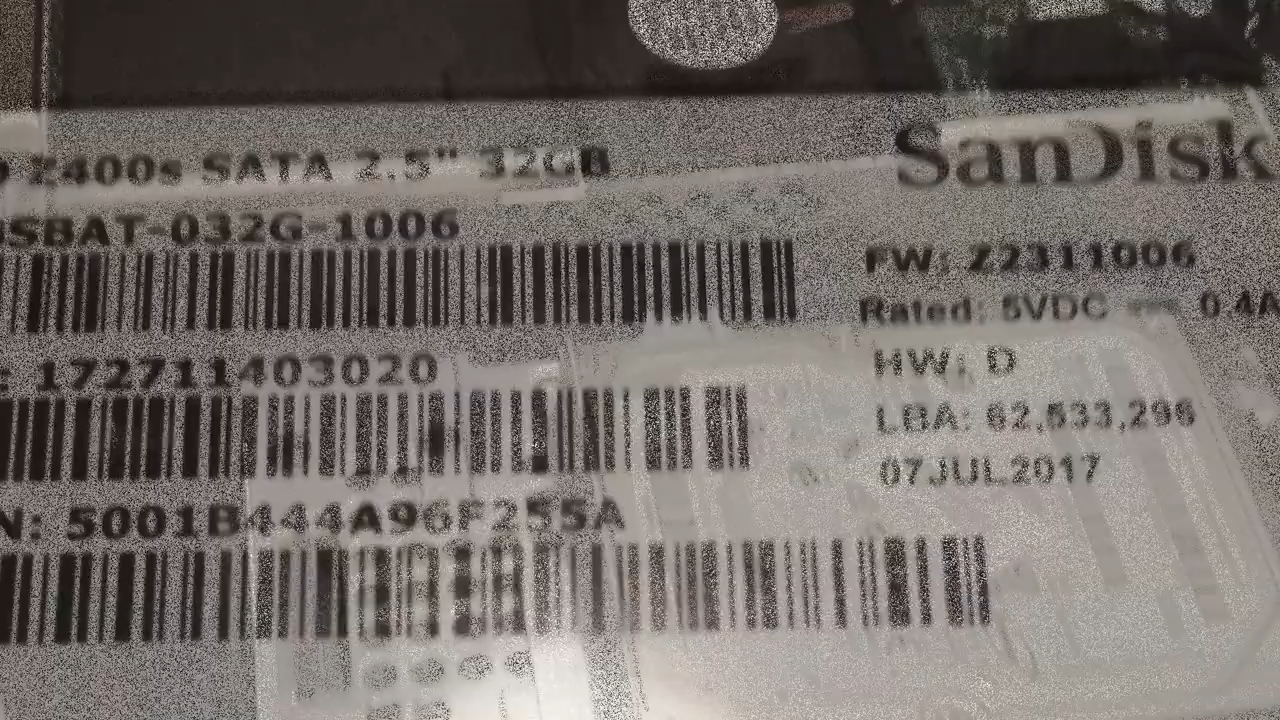 Z400s SATA 2.5" 32GB
SanDisk
SBAT-032G-1006
FW: Z2311006
Rated: 5VDC ⎓ 0.4A
: 172711403020
HW: D
LBA: 62,533,296
07JUL2017
N: 5001B444A96F255A